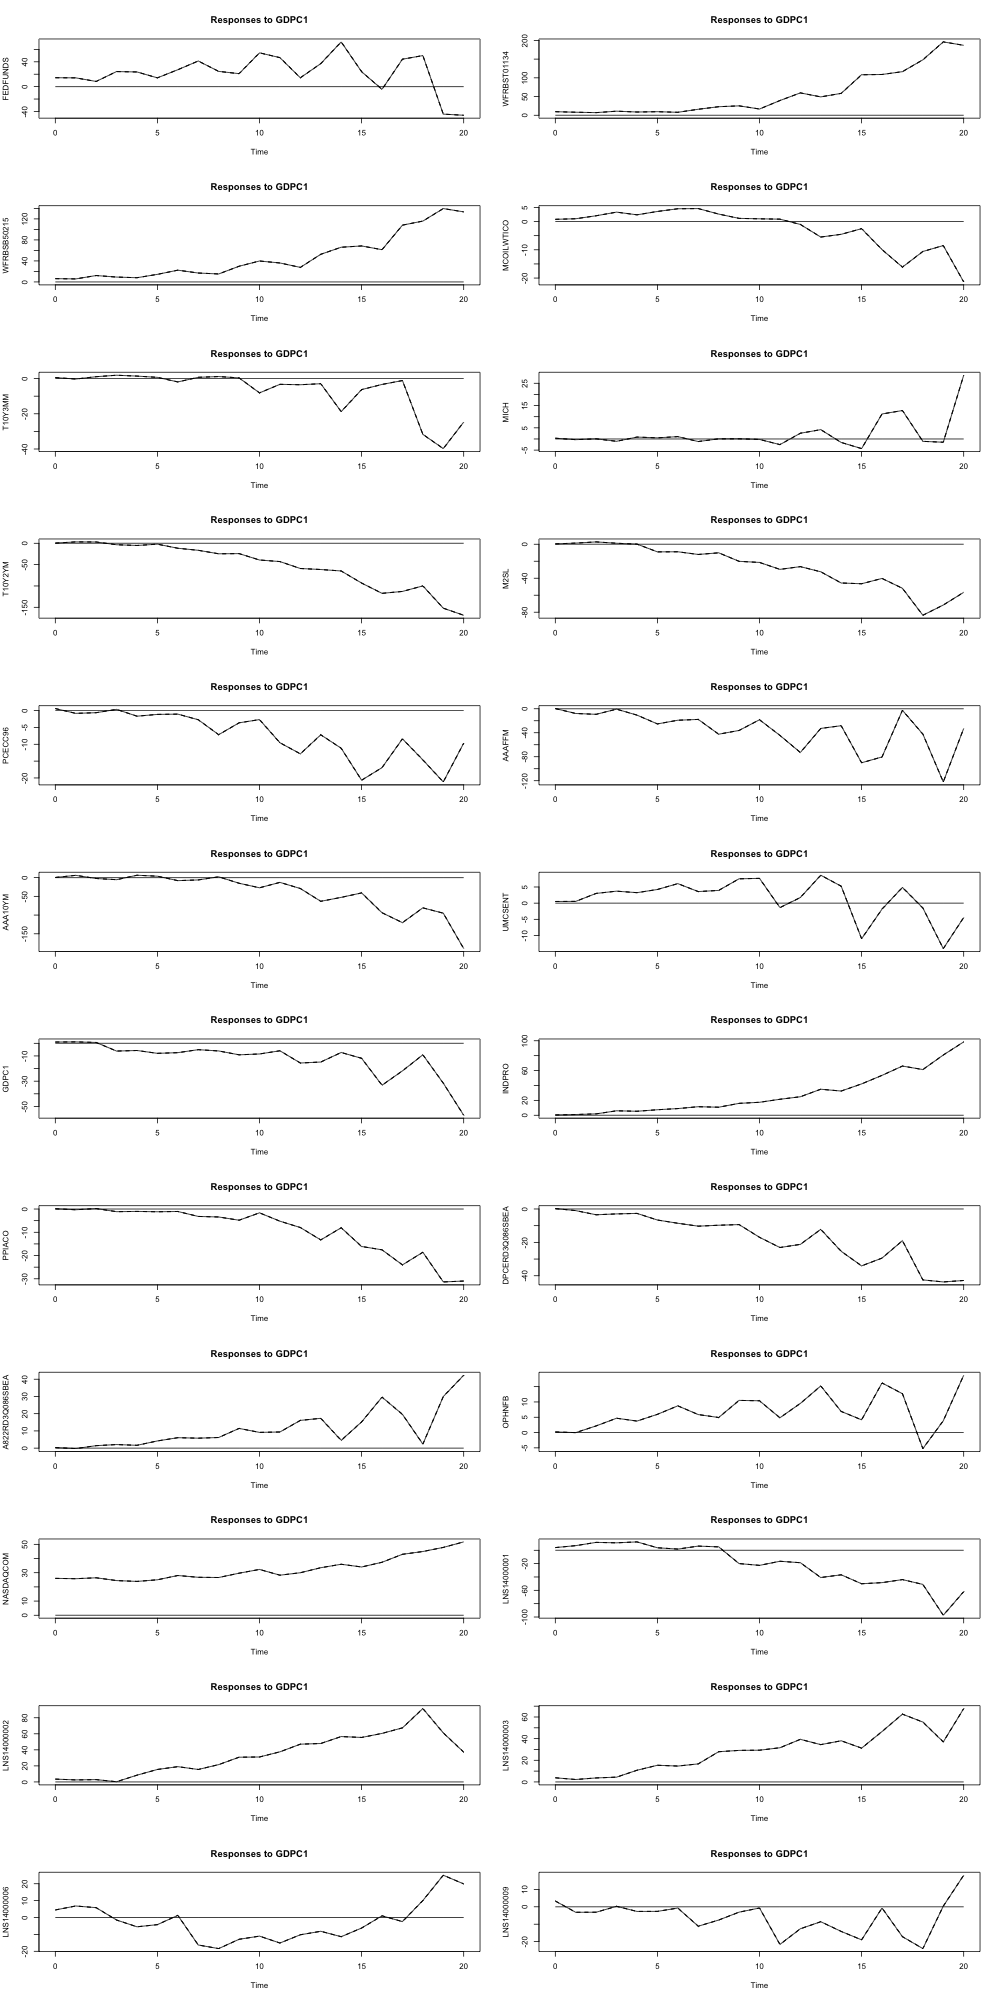 Responses to GDPC1 Responses to GDPC1
FEDFUNDS -40 0 40 WFRBST01134 0 50 100 200
0 5 10 15 20 0 5 10 15 20
Time Time
Responses to GDPC1 Responses to GDPC1
WFRBSB50215 0 40 80 120 MCOILWTICO -20 -10 0 5
0 5 10 15 20 0 5 10 15 20
Time Time
Responses to GDPC1 Responses to GDPC1
T10Y3MM -40 -20 0 MICH -5 5 15 25
0 5 10 15 20 0 5 10 15 20
Time Time
Responses to GDPC1 Responses to GDPC1
T10Y2YM -150 -50 0 M2SL -80 -40 0
0 5 10 15 20 0 5 10 15 20
Time Time
Responses to GDPC1 Responses to GDPC1
PCECC96 -20 -10 -5 0 AAAFFM -120 -80 -40 0
0 5 10 15 20 0 5 10 15 20
Time Time
Responses to GDPC1 Responses to GDPC1
AAA10YM -150 -50 0 UMCSENT -10 -5 0 5
0 5 10 15 20 0 5 10 15 20
Time Time
Responses to GDPC1 Responses to GDPC1
GDPC1 -50 -30 -10 INDPRO 0 20 60 100
0 5 10 15 20 0 5 10 15 20
Time Time
Responses to GDPC1 Responses to GDPC1
PPIACO -30 -20 -10 0 DPCERD3Q086SBEA -40 -20 0
0 5 10 15 20 0 5 10 15 20
Time Time
Responses to GDPC1 Responses to GDPC1
A822RD3Q086SBEA 0 10 20 30 40 OPHNFB -5 0 5 10
0 5 10 15 20 0 5 10 15 20
Time Time
Responses to GDPC1 Responses to GDPC1
NASDAQCOM 0 10 30 50 LNS14000001 -100 -60 -20
0 5 10 15 20 0 5 10 15 20
Time Time
Responses to GDPC1 Responses to GDPC1
LNS14000002 0 20 40 60 80 LNS14000003 0 20 40 60
0 5 10 15 20 0 5 10 15 20
Time Time
Responses to GDPC1 Responses to GDPC1
LNS14000006 -20 0 10 20 LNS14000009 -20 0 10
0 5 10 15 20 0 5 10 15 20
Time Time